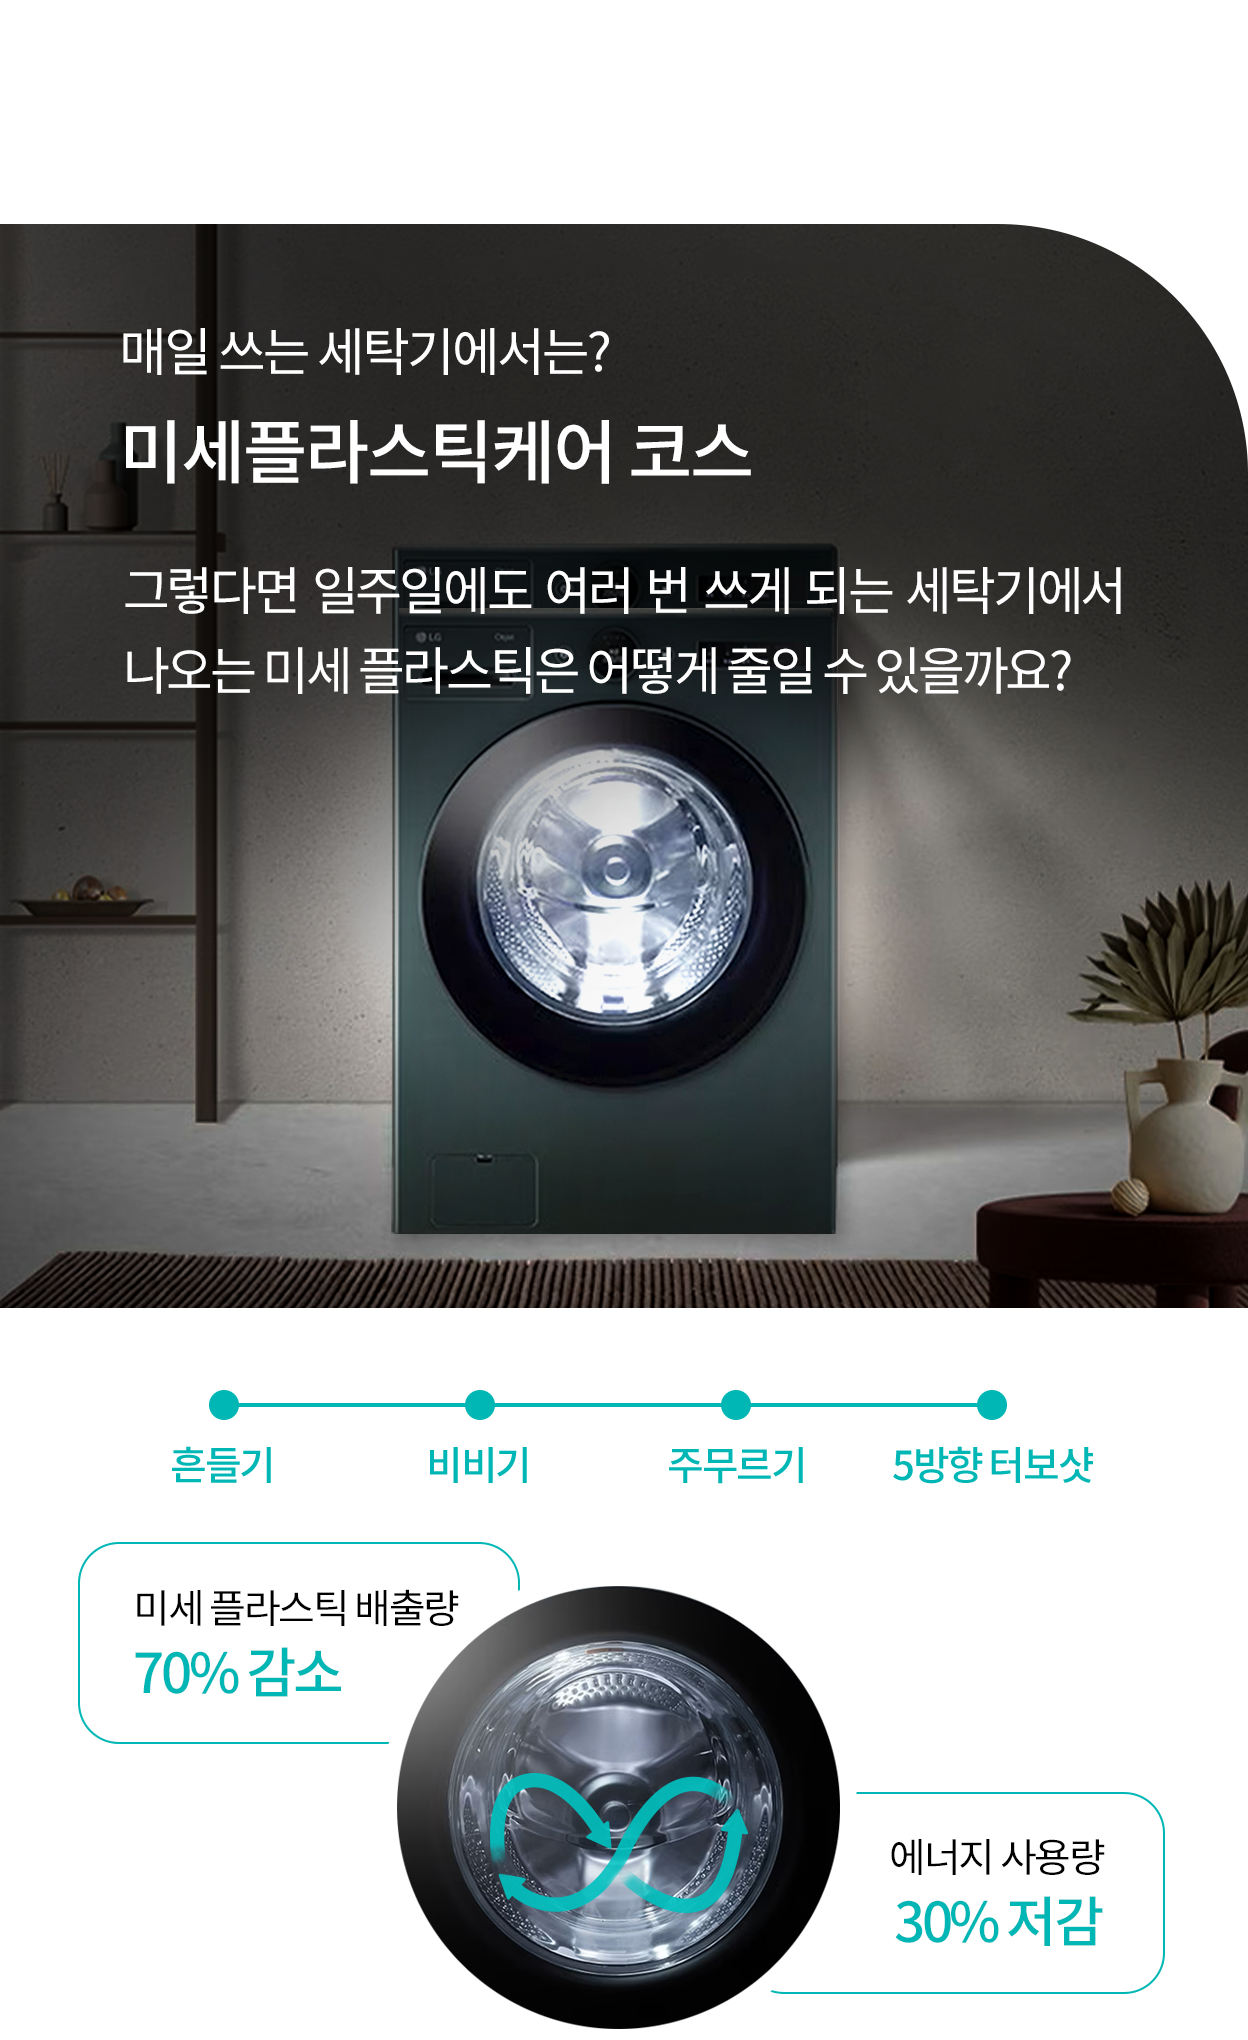 매일 쓰는 세탁기에서는?
미세플라스틱케어 코스
그렇다면 일주일에도 여러 번 쓰게 되는 세탁기에서
나오는 미세 플라스틱은 어떻게 줄일 수 있을까요?
LG
Objet
흔들기
비비기
주무르기
5방향 터보샷
미세 플라스틱 배출량
70% 감소
에너지 사용량
30% 저감